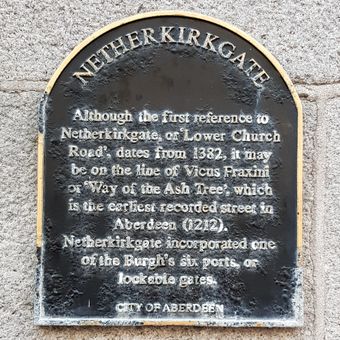 NETHERKIRKGATE
Although the first reference to
Netherkirkgate, or 'Lower Church
Road', dates from 1382, it may
be on the line of Vicus Fraxini
or 'Way of the Ash Tree', which
is the earliest recorded street in
Aberdeen (1212).
Netherkirkgate incorporated one
of the Burgh's six ports, or
lockable gates.
CITY OF ABERDEEN